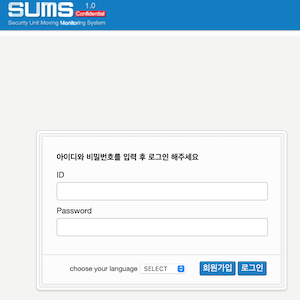 SUMS 1.0
Confidential
Security Unit Moving Monitoring System
아이디와 비밀번호를 입력 후 로그인 해주세요
ID
Password
choose your language SELECT 회원가입 로그인